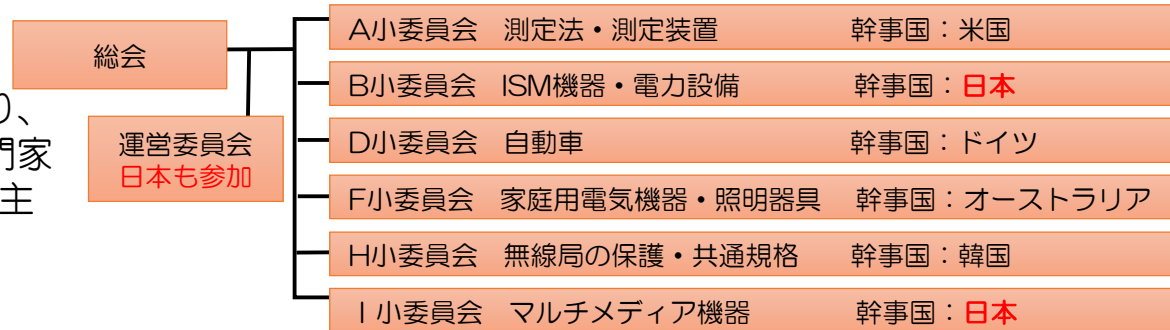 総会
り、
門家
主
運営委員会
日本も参加
A小委員会 測定法・測定装置 幹事国：米国
B小委員会 ISM機器・電力設備 幹事国：日本
D小委員会 自動車 幹事国：ドイツ
F小委員会 家庭用電気機器・照明器具 幹事国：オーストラリア
H小委員会 無線局の保護・共通規格 幹事国：韓国
I小委員会 マルチメディア機器 幹事国：日本